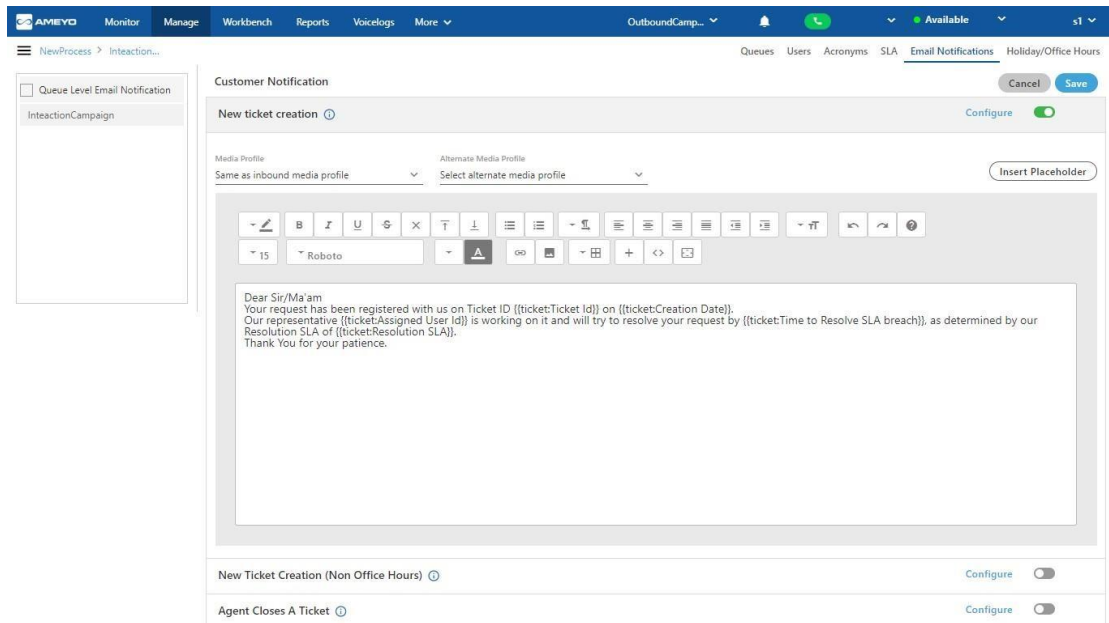 AMEYO Monitor Manage Workbench Reports Voicelogs More OutboundCamp... Available s1
NewProcess > Inteaction... Queues Users Acronyms SLA Email Notifications Holiday/Office Hours
Queue Level Email Notification
InteactionCampaign
Customer Notification Cancel Save
New ticket creation Configure
Media Profile Alternate Media Profile
Same as inbound media profile Select alternate media profile Insert Placeholder
B I U S
15 Roboto A
Dear Sir/Ma'am
Your request has been registered with us on Ticket ID {{ticket:Ticket Id}} on {{ticket:Creation Date}}.
Our representative {{ticket:Assigned User Id}} is working on it and will try to resolve your request by {{ticket:Time to Resolve SLA breach}}, as determined by our
Resolution SLA of {{ticket:Resolution SLA}}.
Thank You for your patience.
New Ticket Creation (Non Office Hours) Configure
Agent Closes A Ticket Configure